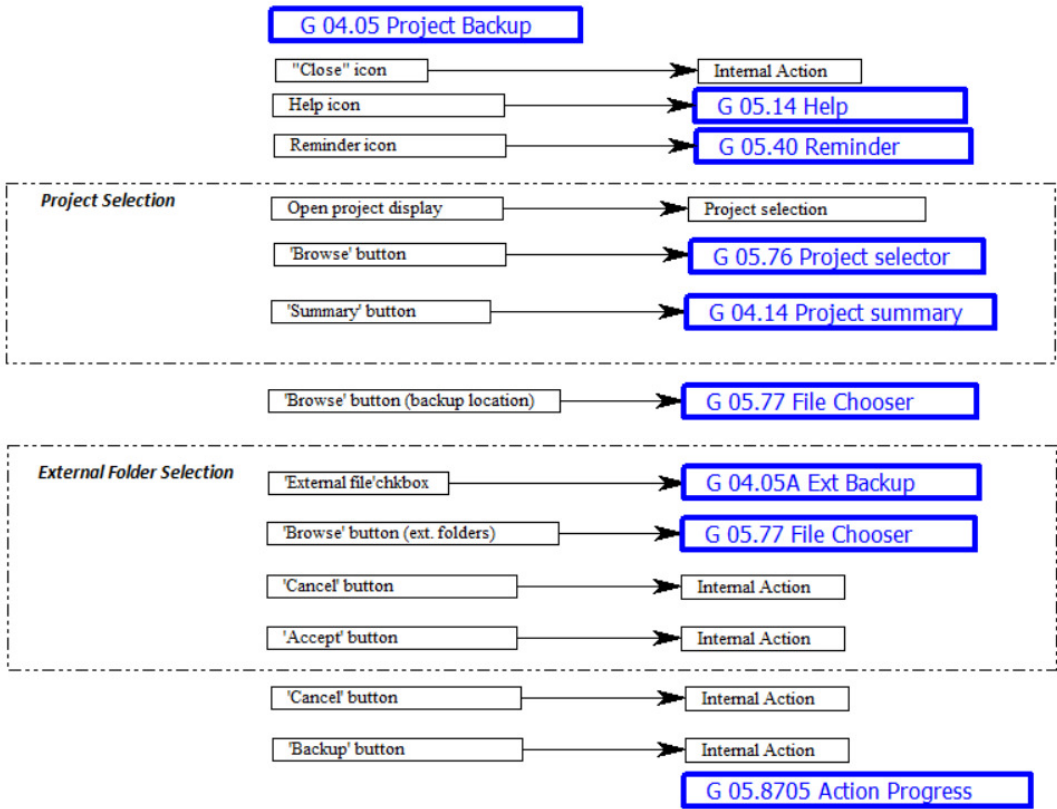 G 04.05 Project Backup
"Close" icon Internal Action
Help icon G 05.14 Help
Reminder icon G 05.40 Reminder
Project Selection Open project display Project selection
'Browse' button G 05.76 Project selector
'Summary' button G 04.14 Project summary
'Browse' button (backup location) G 05.77 File Chooser
External Folder Selection 'External file'chkbox G 04.05A Ext Backup
'Browse' button (ext. folders) G 05.77 File Chooser
'Cancel' button Internal Action
'Accept' button Internal Action
'Cancel' button Internal Action
'Backup' button Internal Action
G 05.8705 Action Progress